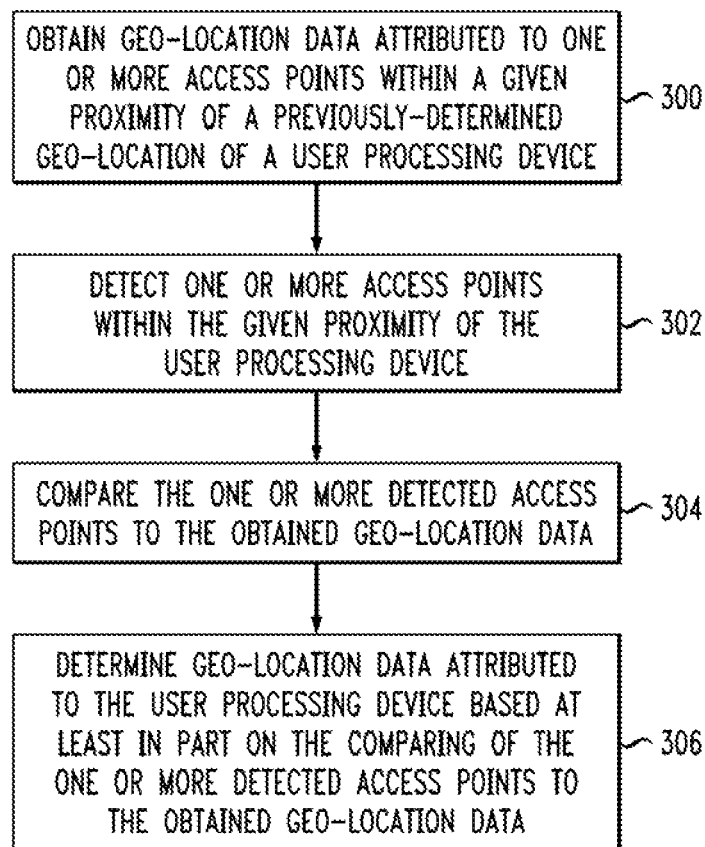 OBTAIN GEO-LOCATION DATA ATTRIBUTED TO ONE
OR MORE ACCESS POINTS WITHIN A GIVEN
PROXIMITY OF A PREVIOUSLY-DETERMINED
GEO-LOCATION OF A USER PROCESSING DEVICE
300
DETECT ONE OR MORE ACCESS POINTS
WITHIN THE GIVEN PROXIMITY OF THE
USER PROCESSING DEVICE
302
COMPARE THE ONE OR MORE DETECTED ACCESS
POINTS TO THE OBTAINED GEO-LOCATION DATA
304
DETERMINE GEO-LOCATION DATA ATTRIBUTED
TO THE USER PROCESSING DEVICE BASED AT
LEAST IN PART ON THE COMPARING OF THE
ONE OR MORE DETECTED ACCESS POINTS TO
THE OBTAINED GEO-LOCATION DATA
306